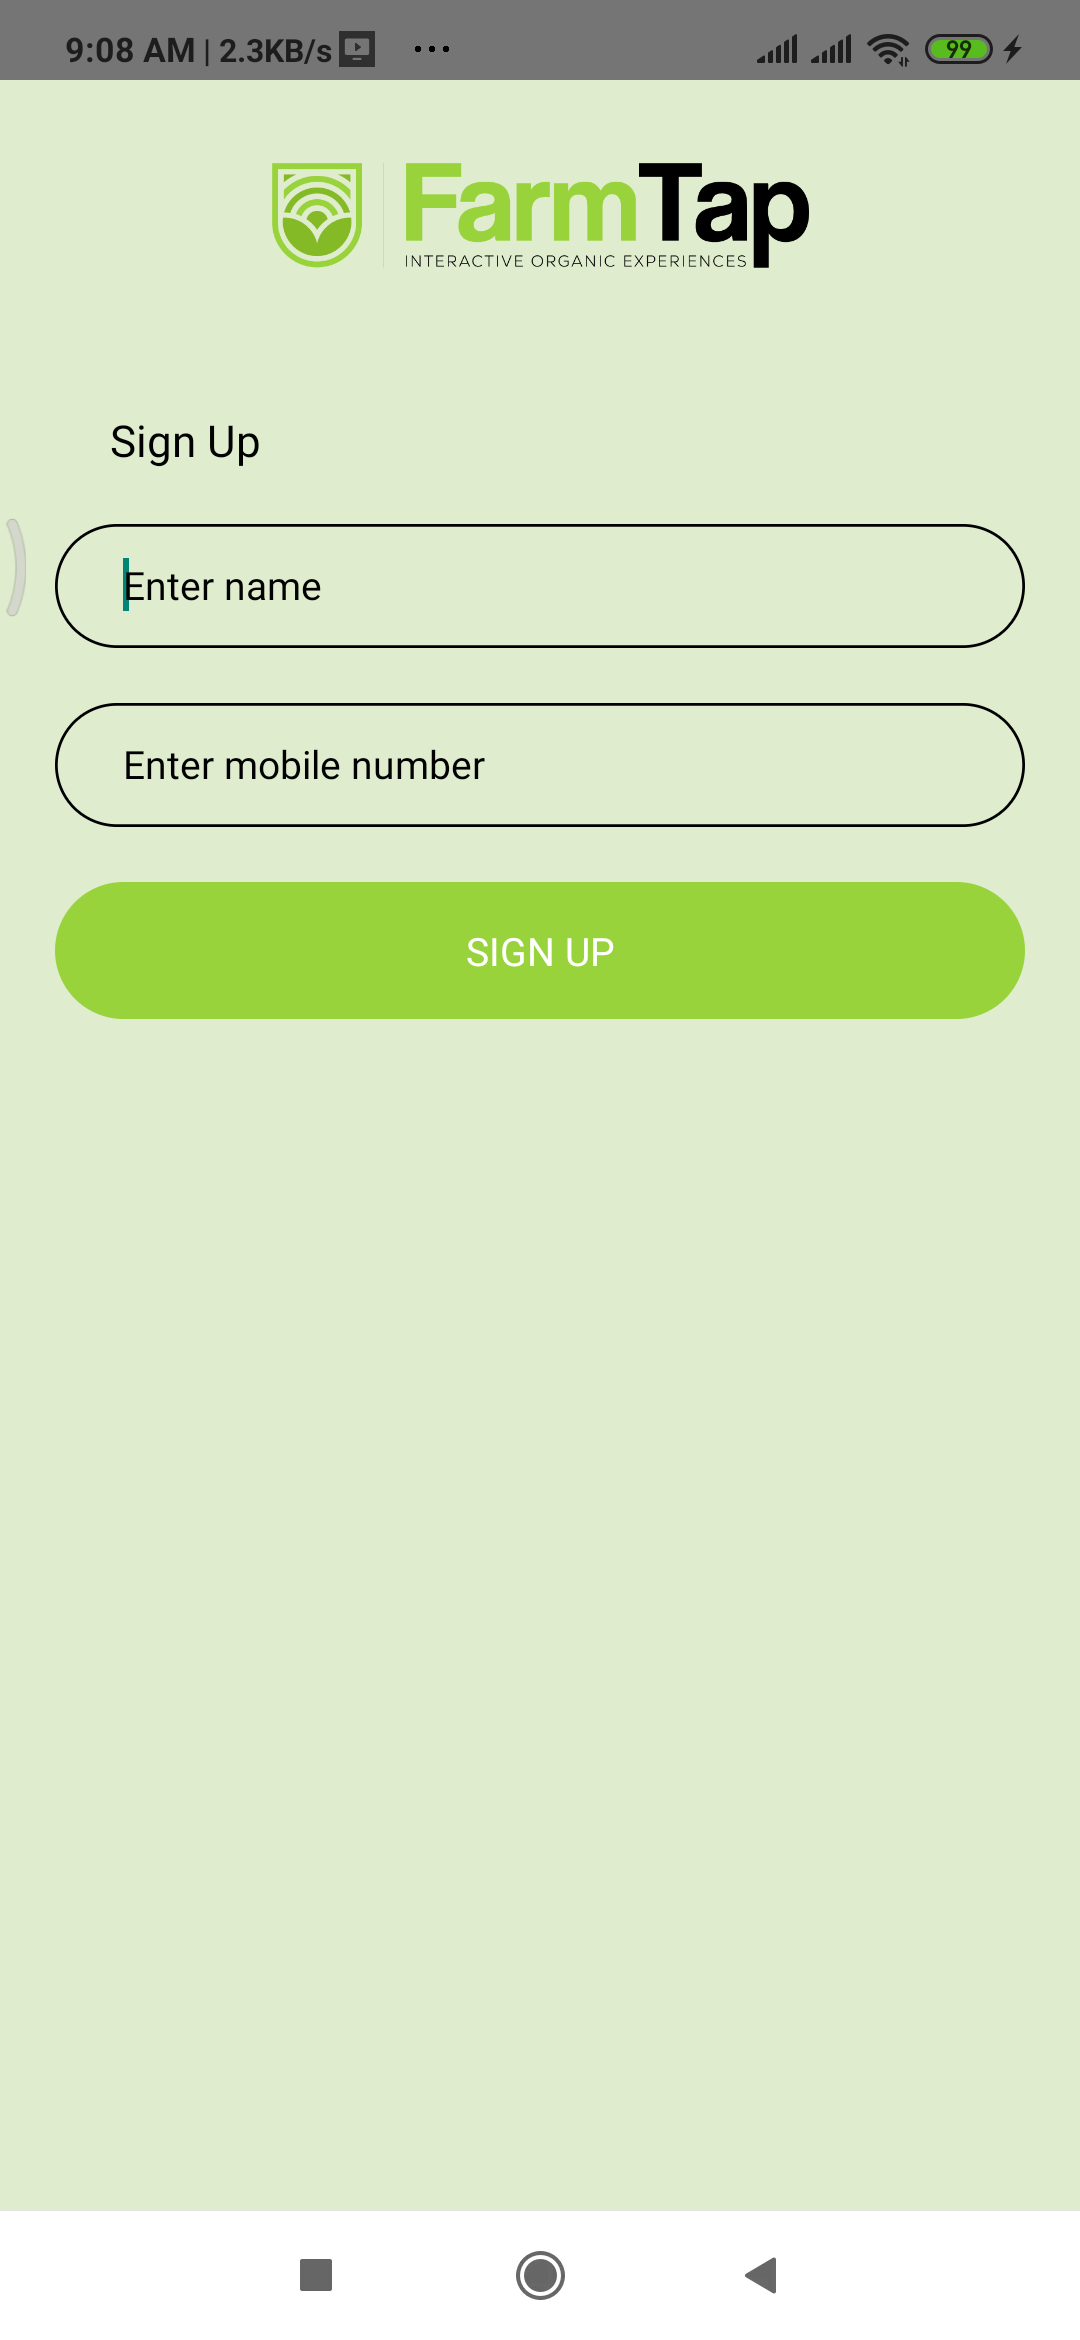 9:08 AM | 2.3KB/s ... 99
FarmTap
INTERACTIVE ORGANIC EXPERIENCES
Sign Up
Enter name
Enter mobile number
SIGN UP